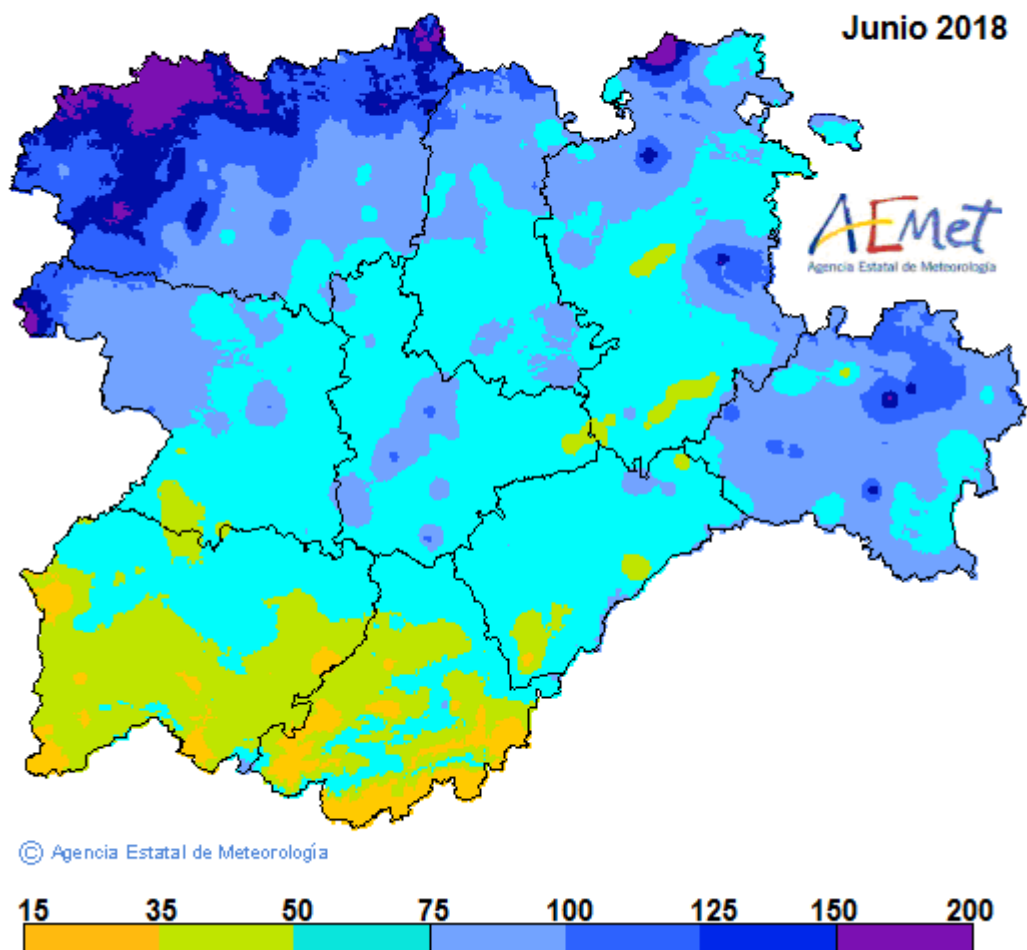 Junio 2018
AEMet
Agencia Estatal de Meteorología
© Agencia Estatal de Meteorología
15 35 50 75 100 125 150 200